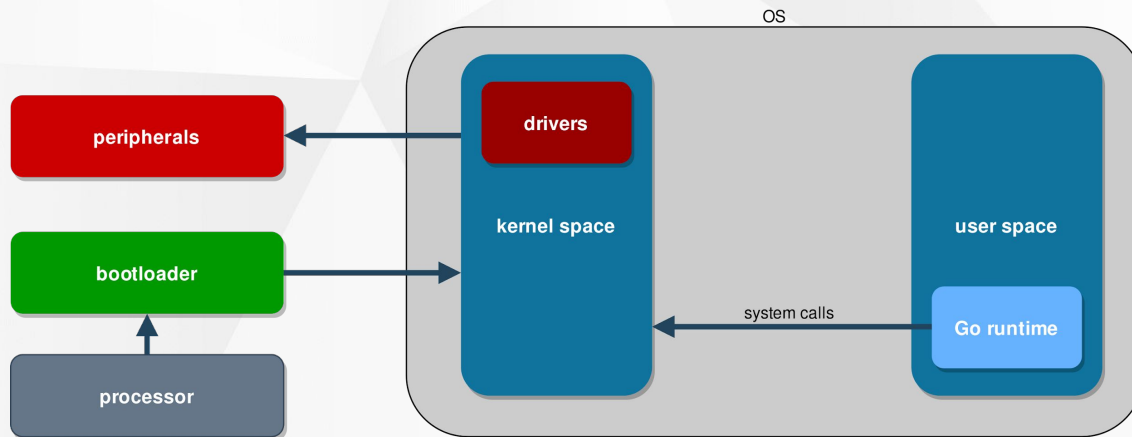 OS
drivers
peripherals
kernel space
user space
bootloader
system calls
Go runtime
processor